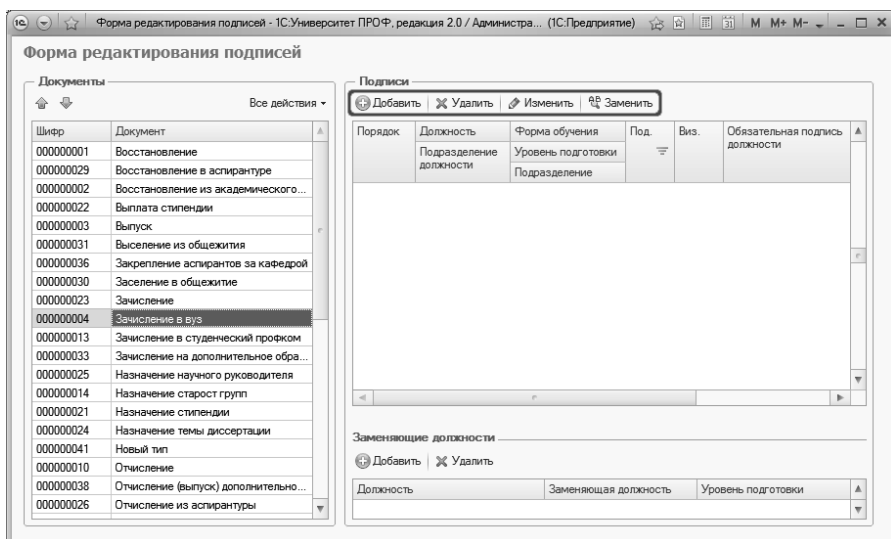 Форма редактирования подписей - 1С:Университет ПРОФ, редакция 2.0 / Администра... (1С:Предприятие) M M+ M-
Форма редактирования подписей
Документы
Все действия
Шифр Документ
000000001 Восстановление
000000029 Восстановление в аспирантуре
000000002 Восстановление из академического...
000000022 Выплата стипендии
000000003 Выпуск
000000031 Выселение из общежития
000000036 Закрепление аспирантов за кафедрой
000000030 Заселение в общежитие
000000023 Зачисление
000000004 Зачисление в вуз
000000013 Зачисление в студенческий профком
000000033 Зачисление на дополнительное обра...
000000025 Назначение научного руководителя
000000014 Назначение старост групп
000000021 Назначение стипендии
000000024 Назначение темы диссертации
000000041 Новый тип
000000010 Отчисление
000000038 Отчисление (выпуск) дополнительно...
000000026 Отчисление из аспирантуры
Подписи
Добавить Удалить Изменить Заменить
Порядок Должность Форма обучения Под. Виз. Обязательная подпись
должности
Подразделение Уровень подготовки
должности
Подразделение
Заменяющие должности
Добавить Удалить
Должность Заменяющая должность Уровень подготовки